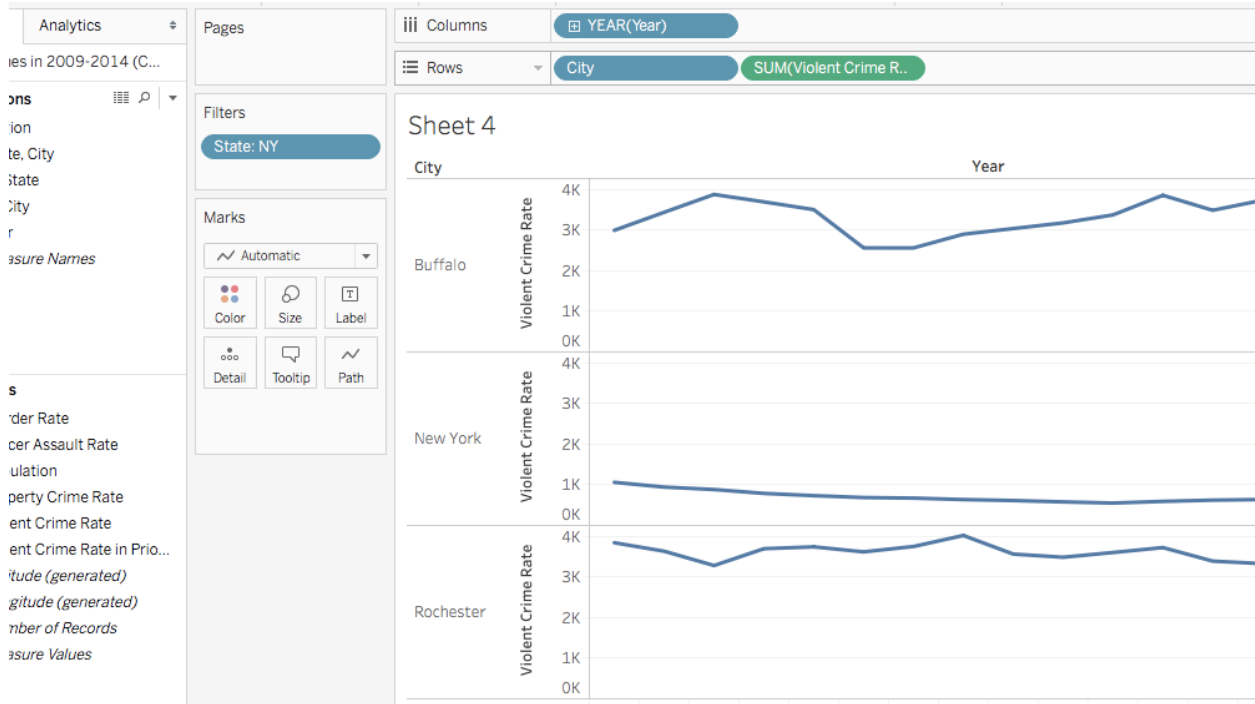 Analytics
ues in 2009-2014 (C...
ons
ion
te, City
State
City
r
asure Names
s
rder Rate
cer Assault Rate
ulation
perty Crime Rate
ent Crime Rate
ent Crime Rate in Prio...
itude (generated)
gitude (generated)
mber of Records
asure Values
Pages
Filters
State: NY
Marks
Automatic
Color Size Label
Detail Tooltip Path
Columns YEAR(Year)
Rows City SUM(Violent Crime R..
Sheet 4
City Year
Buffalo
Violent Crime Rate
4K
3K
2K
1K
0K
New York
Violent Crime Rate
4K
3K
2K
1K
0K
Rochester
Violent Crime Rate
4K
3K
2K
1K
0K